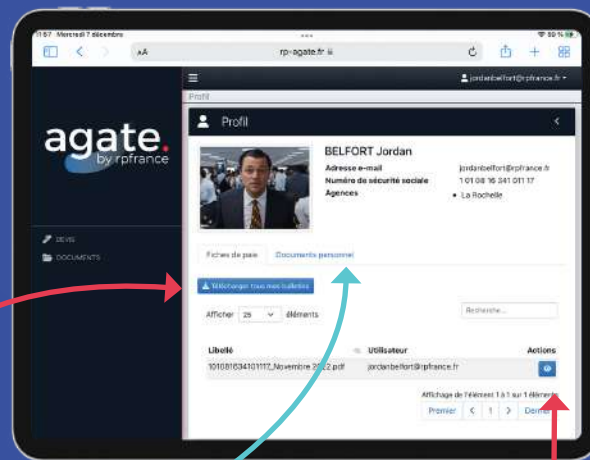 11:57 Mercredi 7 décembre
59 %
AA
rp-agate.fr
jordanbelfort@rpfrance.fr
Profil
agate.
by rpfrance
DEVIS
DOCUMENTS
Profil
BELFORT Jordan
Adresse e-mail jordanbelfort@rpfrance.fr
Numéro de sécurité sociale 1 01 08 16 341 011 17
Agences • La Rochelle
Fiches de paie Documents personnel
Télécharger tous mes bulletins
Afficher 25 éléments
Recherche...
Libellé Utilisateur Actions
101081634101117_Novembre 2022.pdf jordanbelfort@rpfrance.fr
Affichage de l'élément 1 à 1 sur 1 éléments
Premier < 1 > Dernier